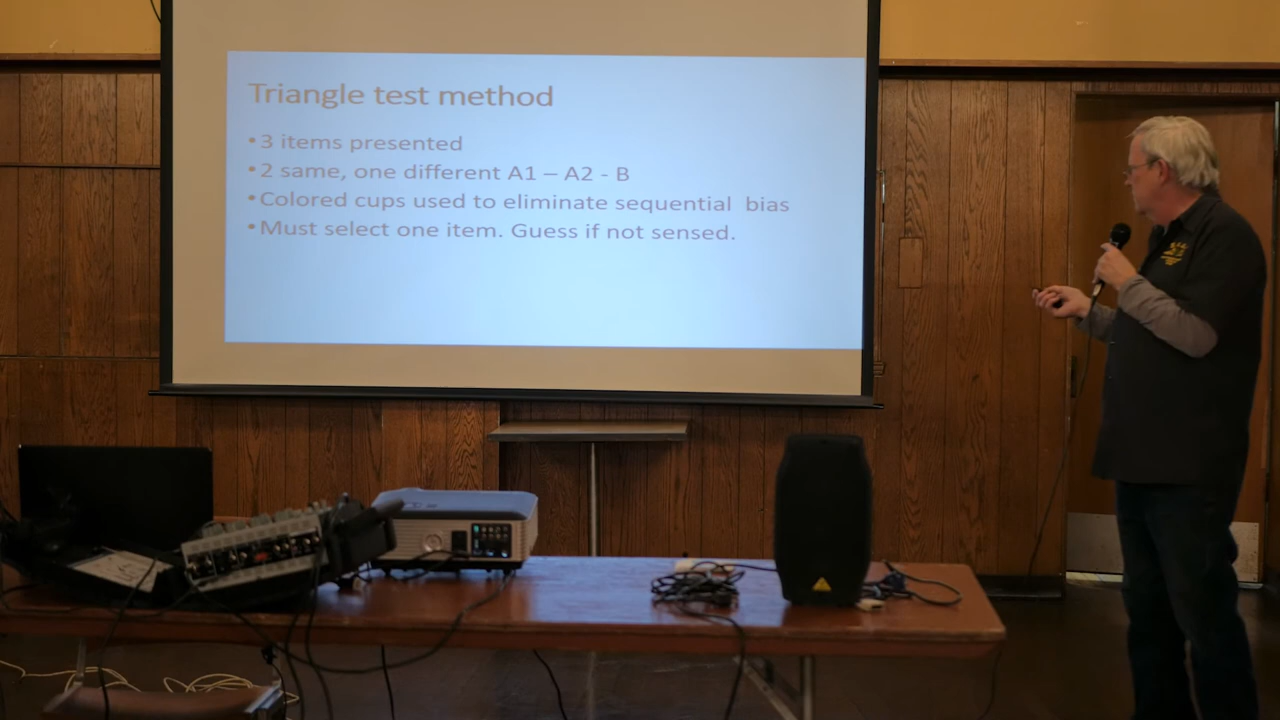 Triangle test method
•3 items presented
•2 same, one different A1 – A2 - B
•Colored cups used to eliminate sequential  bias
•Must select one item. Guess if not sensed.